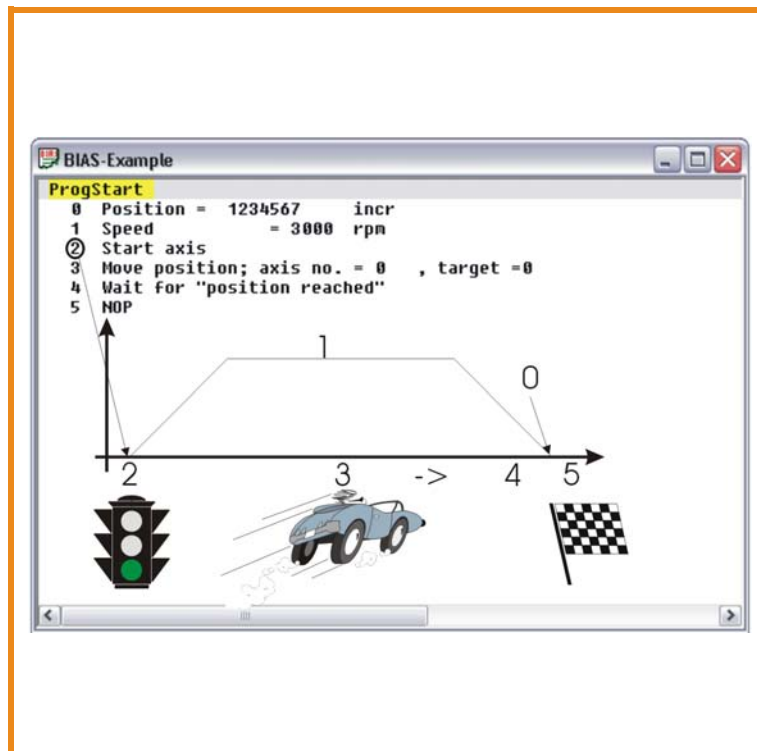 BIAS-Example
ProgStart
0 Position = 1234567 incr
1 Speed = 3000 rpm
2 Start axis
3 Move position; axis no. = 0 , target =0
4 Wait for "position reached"
5 NOP
1
0
2 3 -> 4 5